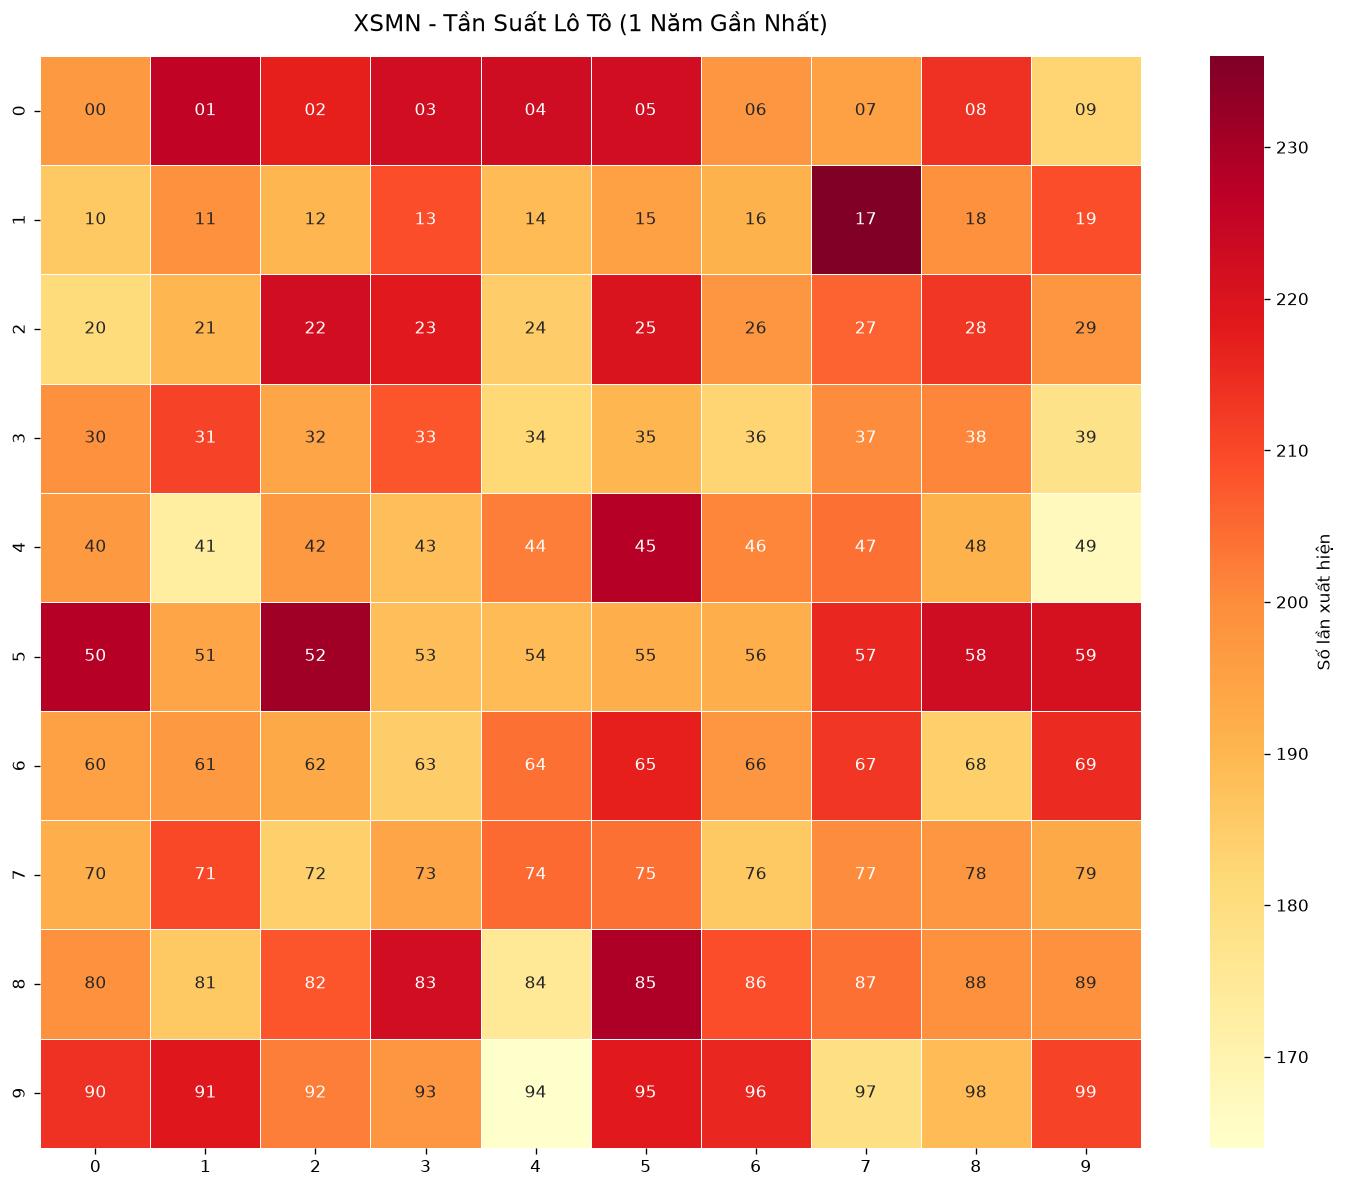 XSMN - Tần Suất Lô Tô (1 Năm Gần Nhất)
0 00 01 02 03 04 05 06 07 08 09
1 10 11 12 13 14 15 16 17 18 19
2 20 21 22 23 24 25 26 27 28 29
3 30 31 32 33 34 35 36 37 38 39
4 40 41 42 43 44 45 46 47 48 49
5 50 51 52 53 54 55 56 57 58 59
6 60 61 62 63 64 65 66 67 68 69
7 70 71 72 73 74 75 76 77 78 79
8 80 81 82 83 84 85 86 87 88 89
9 90 91 92 93 94 95 96 97 98 99
0 1 2 3 4 5 6 7 8 9
230
220
210
200
190
180
170
Số lần xuất hiện